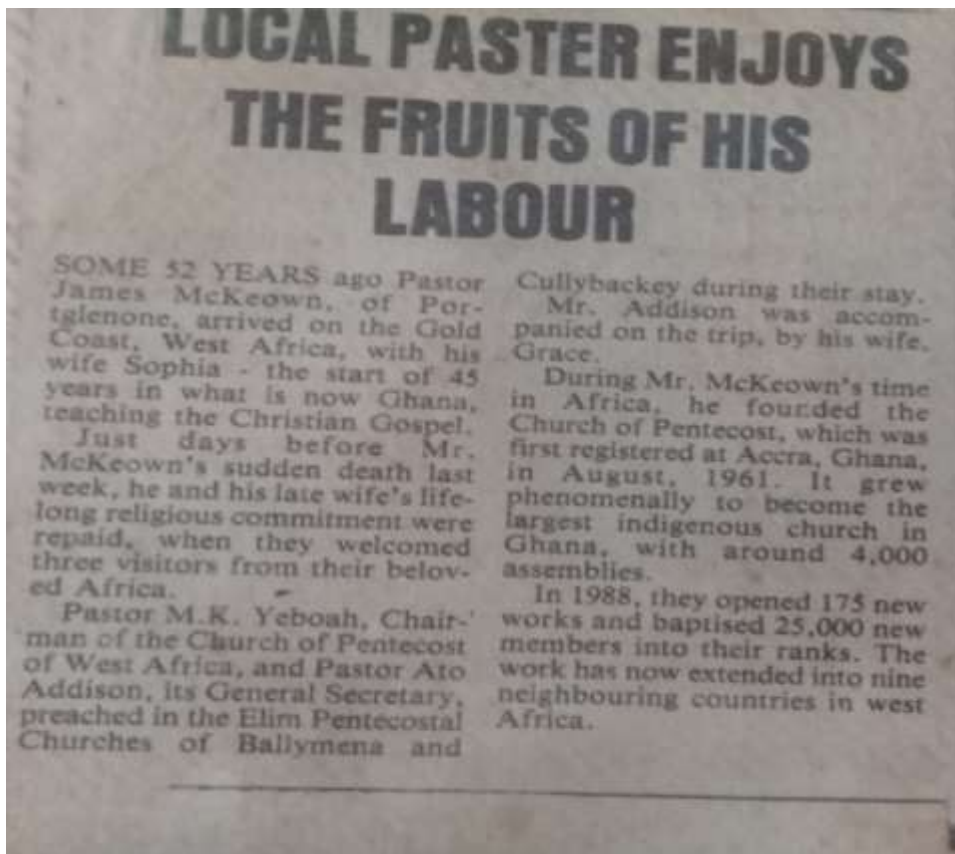 LOCAL PASTER ENJOYS
THE FRUITS OF HIS
LABOUR
SOME 52 YEARS ago Pastor
James McKeown, of Por-
tglenone, arrived on the Gold
Coast, West Africa, with his
wife Sophia - the start of 45
years in what is now Ghana,
teaching the Christian Gospel.
Just days before Mr.
McKeown's sudden death last
week, he and his late wife's life-
long religious commitment were
repaid, when they welcomed
three visitors from their belov-
ed Africa.
Pastor M.K. Yeboah, Chair-
man of the Church of Pentecost
of West Africa, and Pastor Ato
Addison, its General Secretary,
preached in the Elim Pentecostal
Churches of Ballymena and
Cullybackey during their stay.
Mr. Addison was accom-
panied on the trip, by his wife,
Grace.
During Mr. McKeown's time
in Africa, he founded the
Church of Pentecost, which was
first registered at Accra, Ghana,
in August, 1961. It grew
phenomenally to become the
largest indigenous church in
Ghana, with around 4,000
assemblies.
In 1988, they opened 175 new
works and baptised 25,000 new
members into their ranks. The
work has now extended into nine
neighbouring countries in west
Africa.